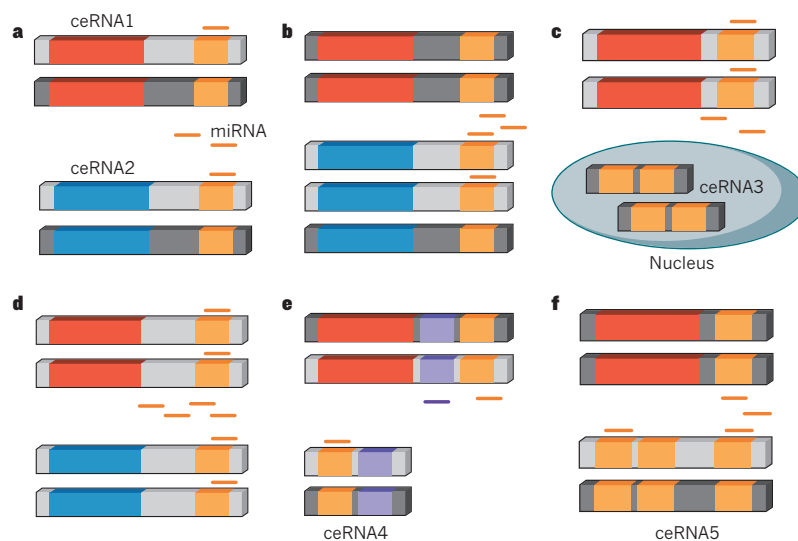 a
ceRNA1
miRNA
ceRNA2
b
c
ceRNA3
Nucleus
d
e
ceRNA4
f
ceRNA5